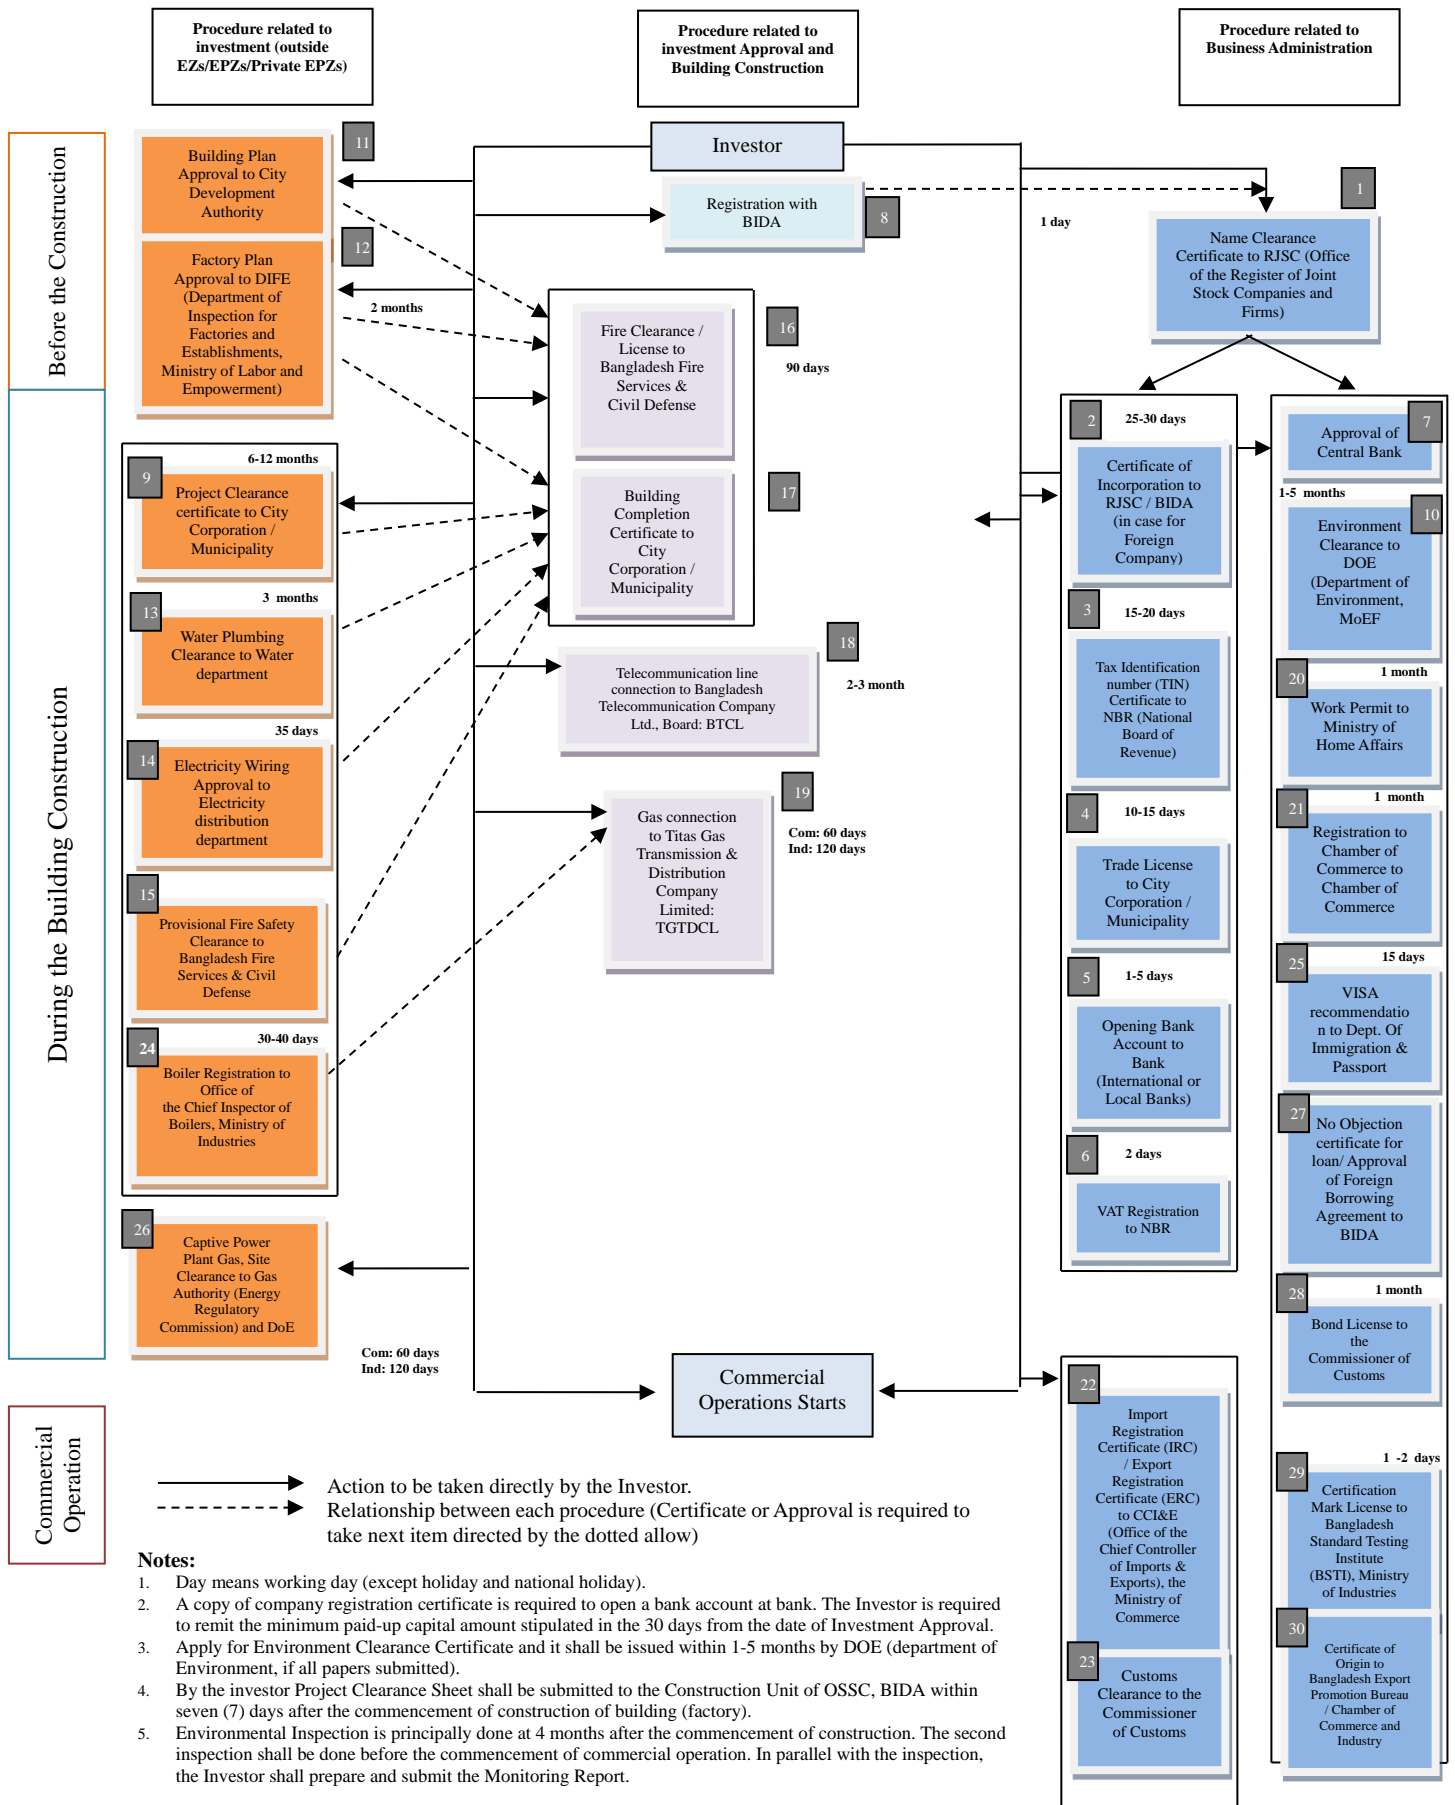 Procedure related to
investment (outside
EZs/EPZs/Private EPZs)
Procedure related to
investment Approval and
Building Construction
Procedure related to
Business Administration
Before the Construction
During the Building Construction
Commercial
Operation
11
Building Plan
Approval to City
Development
Authority
12
Factory Plan
Approval to DIFE
(Department of
Inspection for
Factories and
Establishments,
Ministry of Labor and
Empowerment)
2 months
6-12 months
9
Project Clearance
certificate to City
Corporation /
Municipality
3 months
13
Water Plumbing
Clearance to Water
department
35 days
14
Electricity Wiring
Approval to
Electricity
distribution
department
15
Provisional Fire Safety
Clearance to
Bangladesh Fire
Services & Civil
Defense
30-40 days
24
Boiler Registration to
Office of
the Chief Inspector of
Boilers, Ministry of
Industries
26
Captive Power
Plant Gas, Site
Clearance to Gas
Authority (Energy
Regulatory
Commission) and DoE
Com: 60 days
Ind: 120 days
Investor
Registration with
BIDA
8
16
Fire Clearance /
License to
Bangladesh Fire
Services &
Civil Defense
90 days
17
Building
Completion
Certificate to
City
Corporation /
Municipality
18
Telecommunication line
connection to Bangladesh
Telecommunication Company
Ltd., Board: BTCL
2-3 month
19
Gas connection
to Titas Gas
Transmission &
Distribution
Company
Limited:
TGTDCL
Com: 60 days
Ind: 120 days
Commercial
Operations Starts
1
1 day
Name Clearance
Certificate to RJSC (Office
of the Register of Joint
Stock Companies and
Firms)
2
25-30 days
Certificate of
Incorporation to
RJSC / BIDA
(in case for
Foreign
Company)
3
15-20 days
Tax Identification
number (TIN)
Certificate to
NBR (National
Board of
Revenue)
4
10-15 days
Trade License
to City
Corporation /
Municipality
5
1-5 days
Opening Bank
Account to
Bank
(International or
Local Banks)
6
2 days
VAT Registration
to NBR
22
Import
Registration
Certificate (IRC)
/ Export
Registration
Certificate (ERC)
to CCI&E
(Office of the
Chief Controller
of Imports &
Exports), the
Ministry of
Commerce
23
Customs
Clearance to the
Commissioner
of Customs
7
Approval of
Central Bank
1-5 months
10
Environment
Clearance to
DOE
(Department of
Environment,
MoEF
20
1 month
Work Permit to
Ministry of
Home Affairs
21
1 month
Registration to
Chamber of
Commerce to
Chamber of
Commerce
25
15 days
VISA
recommendatio
n to Dept. Of
Immigration &
Passport
27
No Objection
certificate for
loan/ Approval
of Foreign
Borrowing
Agreement to
BIDA
28
1 month
Bond License to
the
Commissioner of
Customs
29
1 -2 days
Certification
Mark License to
Bangladesh
Standard Testing
Institute
(BSTI), Ministry
of Industries
30
Certificate of
Origin to
Bangladesh Export
Promotion Bureau
/ Chamber of
Commerce and
Industry
Action to be taken directly by the Investor.
Relationship between each procedure (Certificate or Approval is required to
take next item directed by the dotted allow)
Notes:
1. Day means working day (except holiday and national holiday).
2. A copy of company registration certificate is required to open a bank account at bank. The Investor is required
to remit the minimum paid-up capital amount stipulated in the 30 days from the date of Investment Approval.
3. Apply for Environment Clearance Certificate and it shall be issued within 1-5 months by DOE (department of
Environment, if all papers submitted).
4. By the investor Project Clearance Sheet shall be submitted to the Construction Unit of OSSC, BIDA within
seven (7) days after the commencement of construction of building (factory).
5. Environmental Inspection is principally done at 4 months after the commencement of construction. The second
inspection shall be done before the commencement of commercial operation. In parallel with the inspection,
the Investor shall prepare and submit the Monitoring Report.